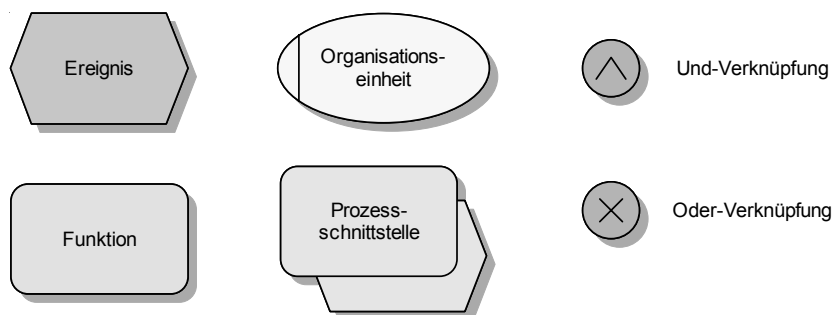 Ereignis
Organisations-
einheit
Und-Verknüpfung
Funktion
Prozess-
schnittstelle
Oder-Verknüpfung